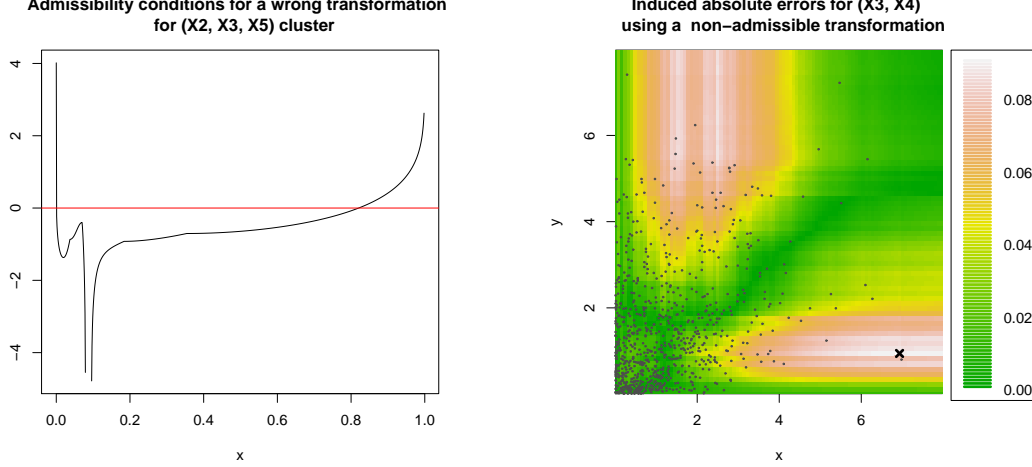 Admissibility conditions for a wrong transformation
for (X2, X3, X5) cluster
4
2
0
−2
−4
0.0 0.2 0.4 0.6 0.8 1.0
x
Induced absolute errors for (X3, X4)
using a non−admissible transformation
y
6
4
2
2 4 6
x
0.08
0.06
0.04
0.02
0.00